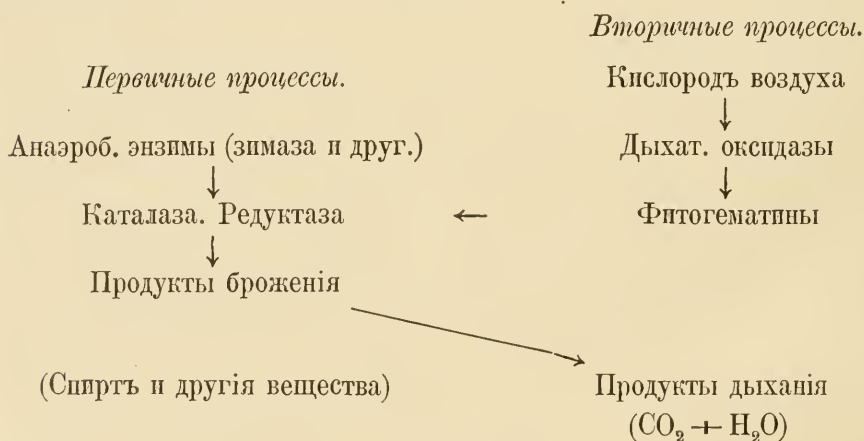 Вторичные процессы.
Первичные процессы.
Кислородъ воздуха
Анаэроб. энзимы (зимаза и друг.)
Дыхат. оксидазы
Каталаза. Редуктаза
Фитогематины
Продукты броженія
(Спиртъ и другія вещества)
Продукты дыханія
(CO₂ + H₂O)